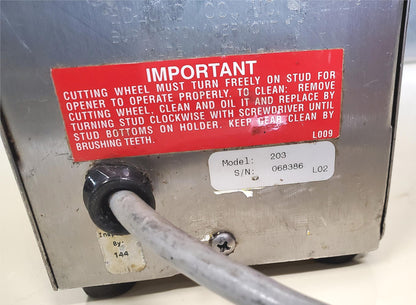 IMPORTANT
CUTTING WHEEL MUST TURN FREELY ON STUD FOR
OPENER TO OPERATE PROPERLY. TO CLEAN: REMOVE
CUTTING WHEEL, CLEAN AND OIL IT AND REPLACE BY
TURNING STUD CLOCKWISE WITH SCREWDRIVER UNTIL
STUD BOTTOMS ON HOLDER. KEEP GEAR CLEAN BY
BRUSHING TEETH. L009
Model: 203
S/N: 068386 L02
By:
144